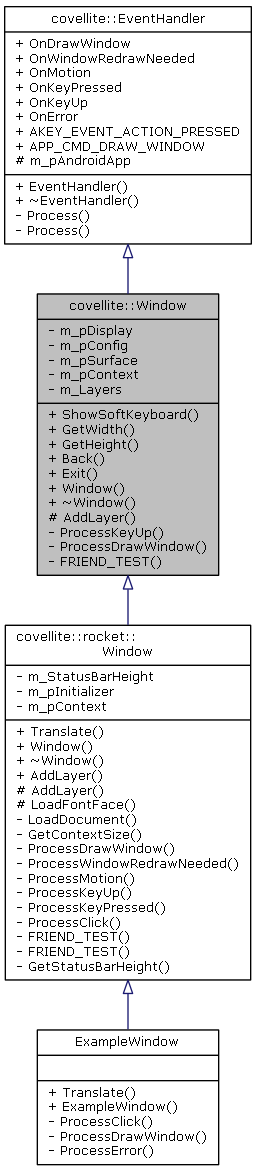 covellite::EventHandler
+ OnDrawWindow
+ OnWindowRedrawNeeded
+ OnMotion
+ OnKeyPressed
+ OnKeyUp
+ OnError
+ AKEY_EVENT_ACTION_PRESSED
+ APP_CMD_DRAW_WINDOW
# m_pAndroidApp
+ EventHandler()
+ ~EventHandler()
- Process()
- Process()
covellite::Window
- m_pDisplay
- m_pConfig
- m_pSurface
- m_pContext
- m_Layers
+ ShowSoftKeyboard()
+ GetWidth()
+ GetHeight()
+ Back()
+ Exit()
+ Window()
+ ~Window()
# AddLayer()
- ProcessKeyUp()
- ProcessDrawWindow()
- FRIEND_TEST()
covellite::rocket::
Window
- m_StatusBarHeight
- m_pInitializer
- m_pContext
+ Translate()
+ Window()
+ ~Window()
+ AddLayer()
# AddLayer()
# LoadFontFace()
- LoadDocument()
- GetContextSize()
- ProcessDrawWindow()
- ProcessWindowRedrawNeeded()
- ProcessMotion()
- ProcessKeyUp()
- ProcessKeyPressed()
- ProcessClick()
- FRIEND_TEST()
- FRIEND_TEST()
- GetStatusBarHeight()
ExampleWindow
+ Translate()
+ ExampleWindow()
- ProcessClick()
- ProcessDrawWindow()
- ProcessError()